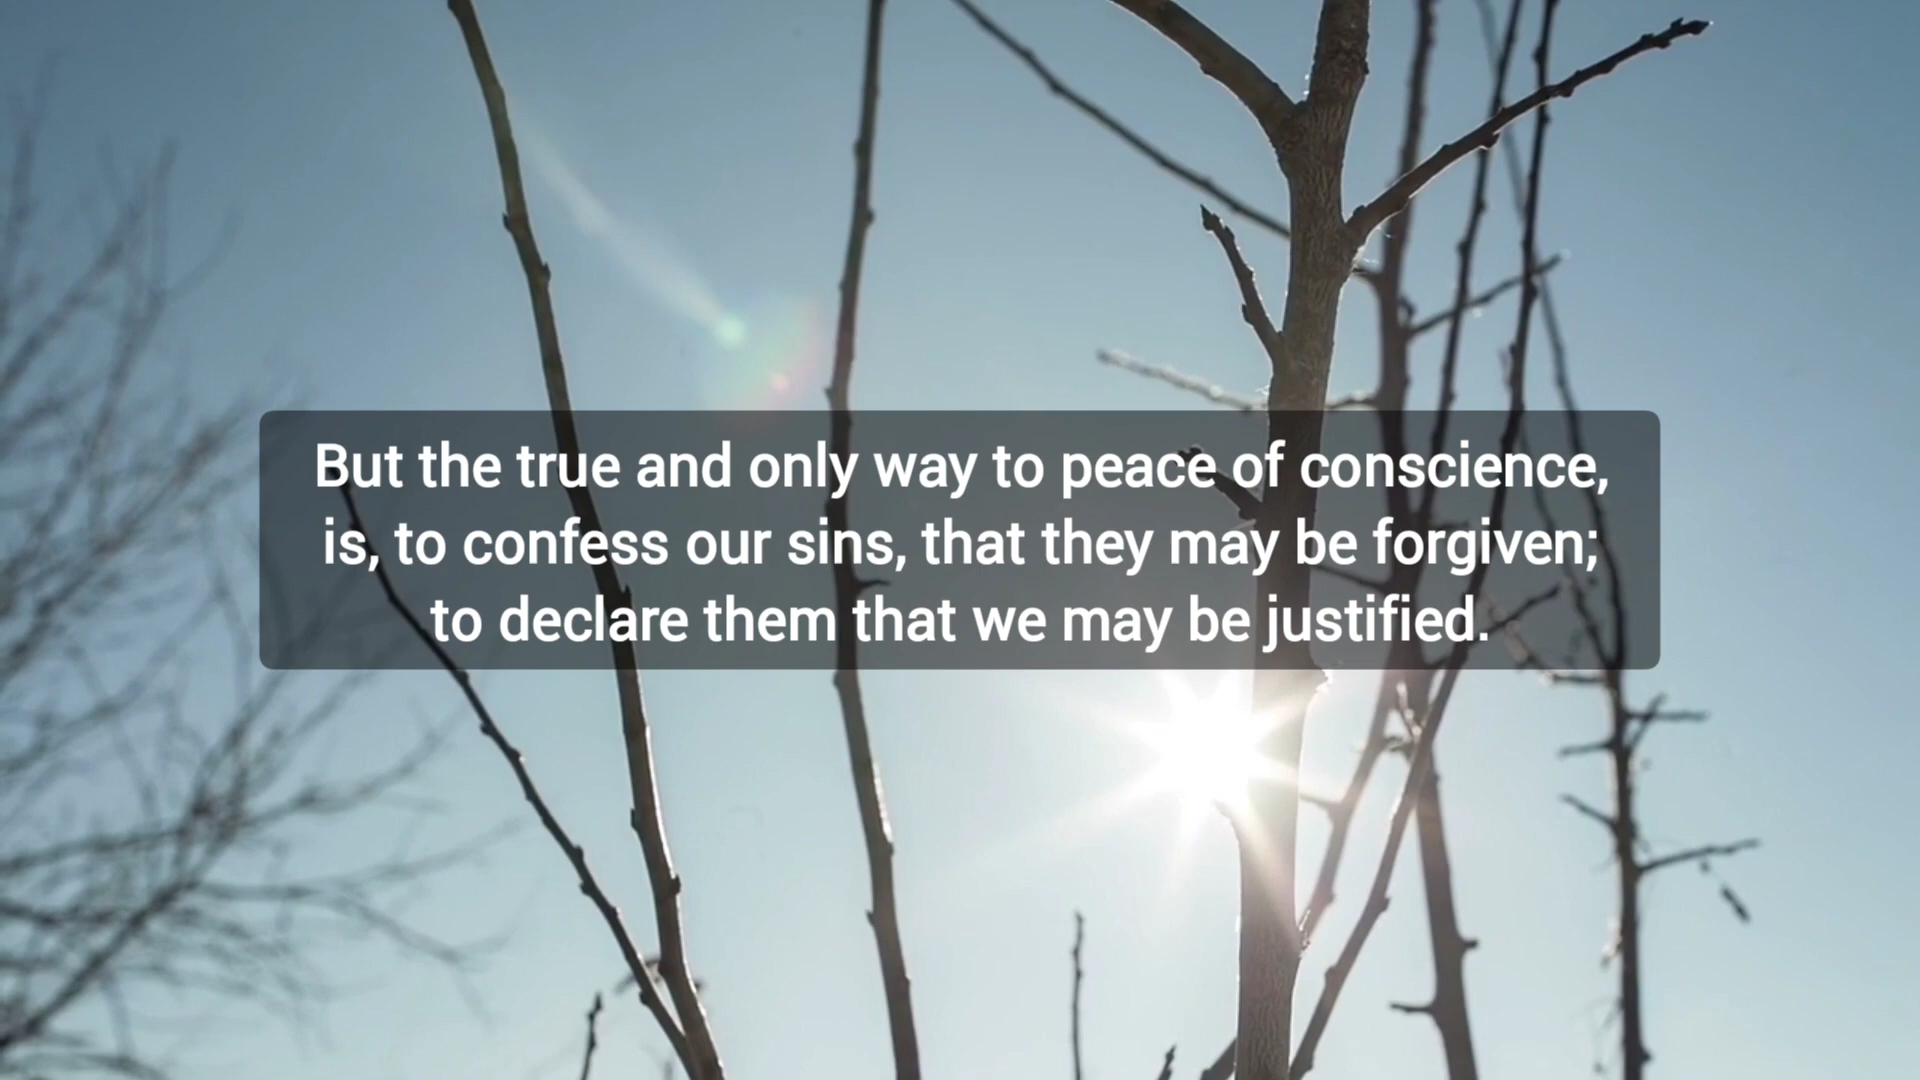 But the true and only way to peace of conscience,
is, to confess our sins, that they may be forgiven;
to declare them that we may be justified.